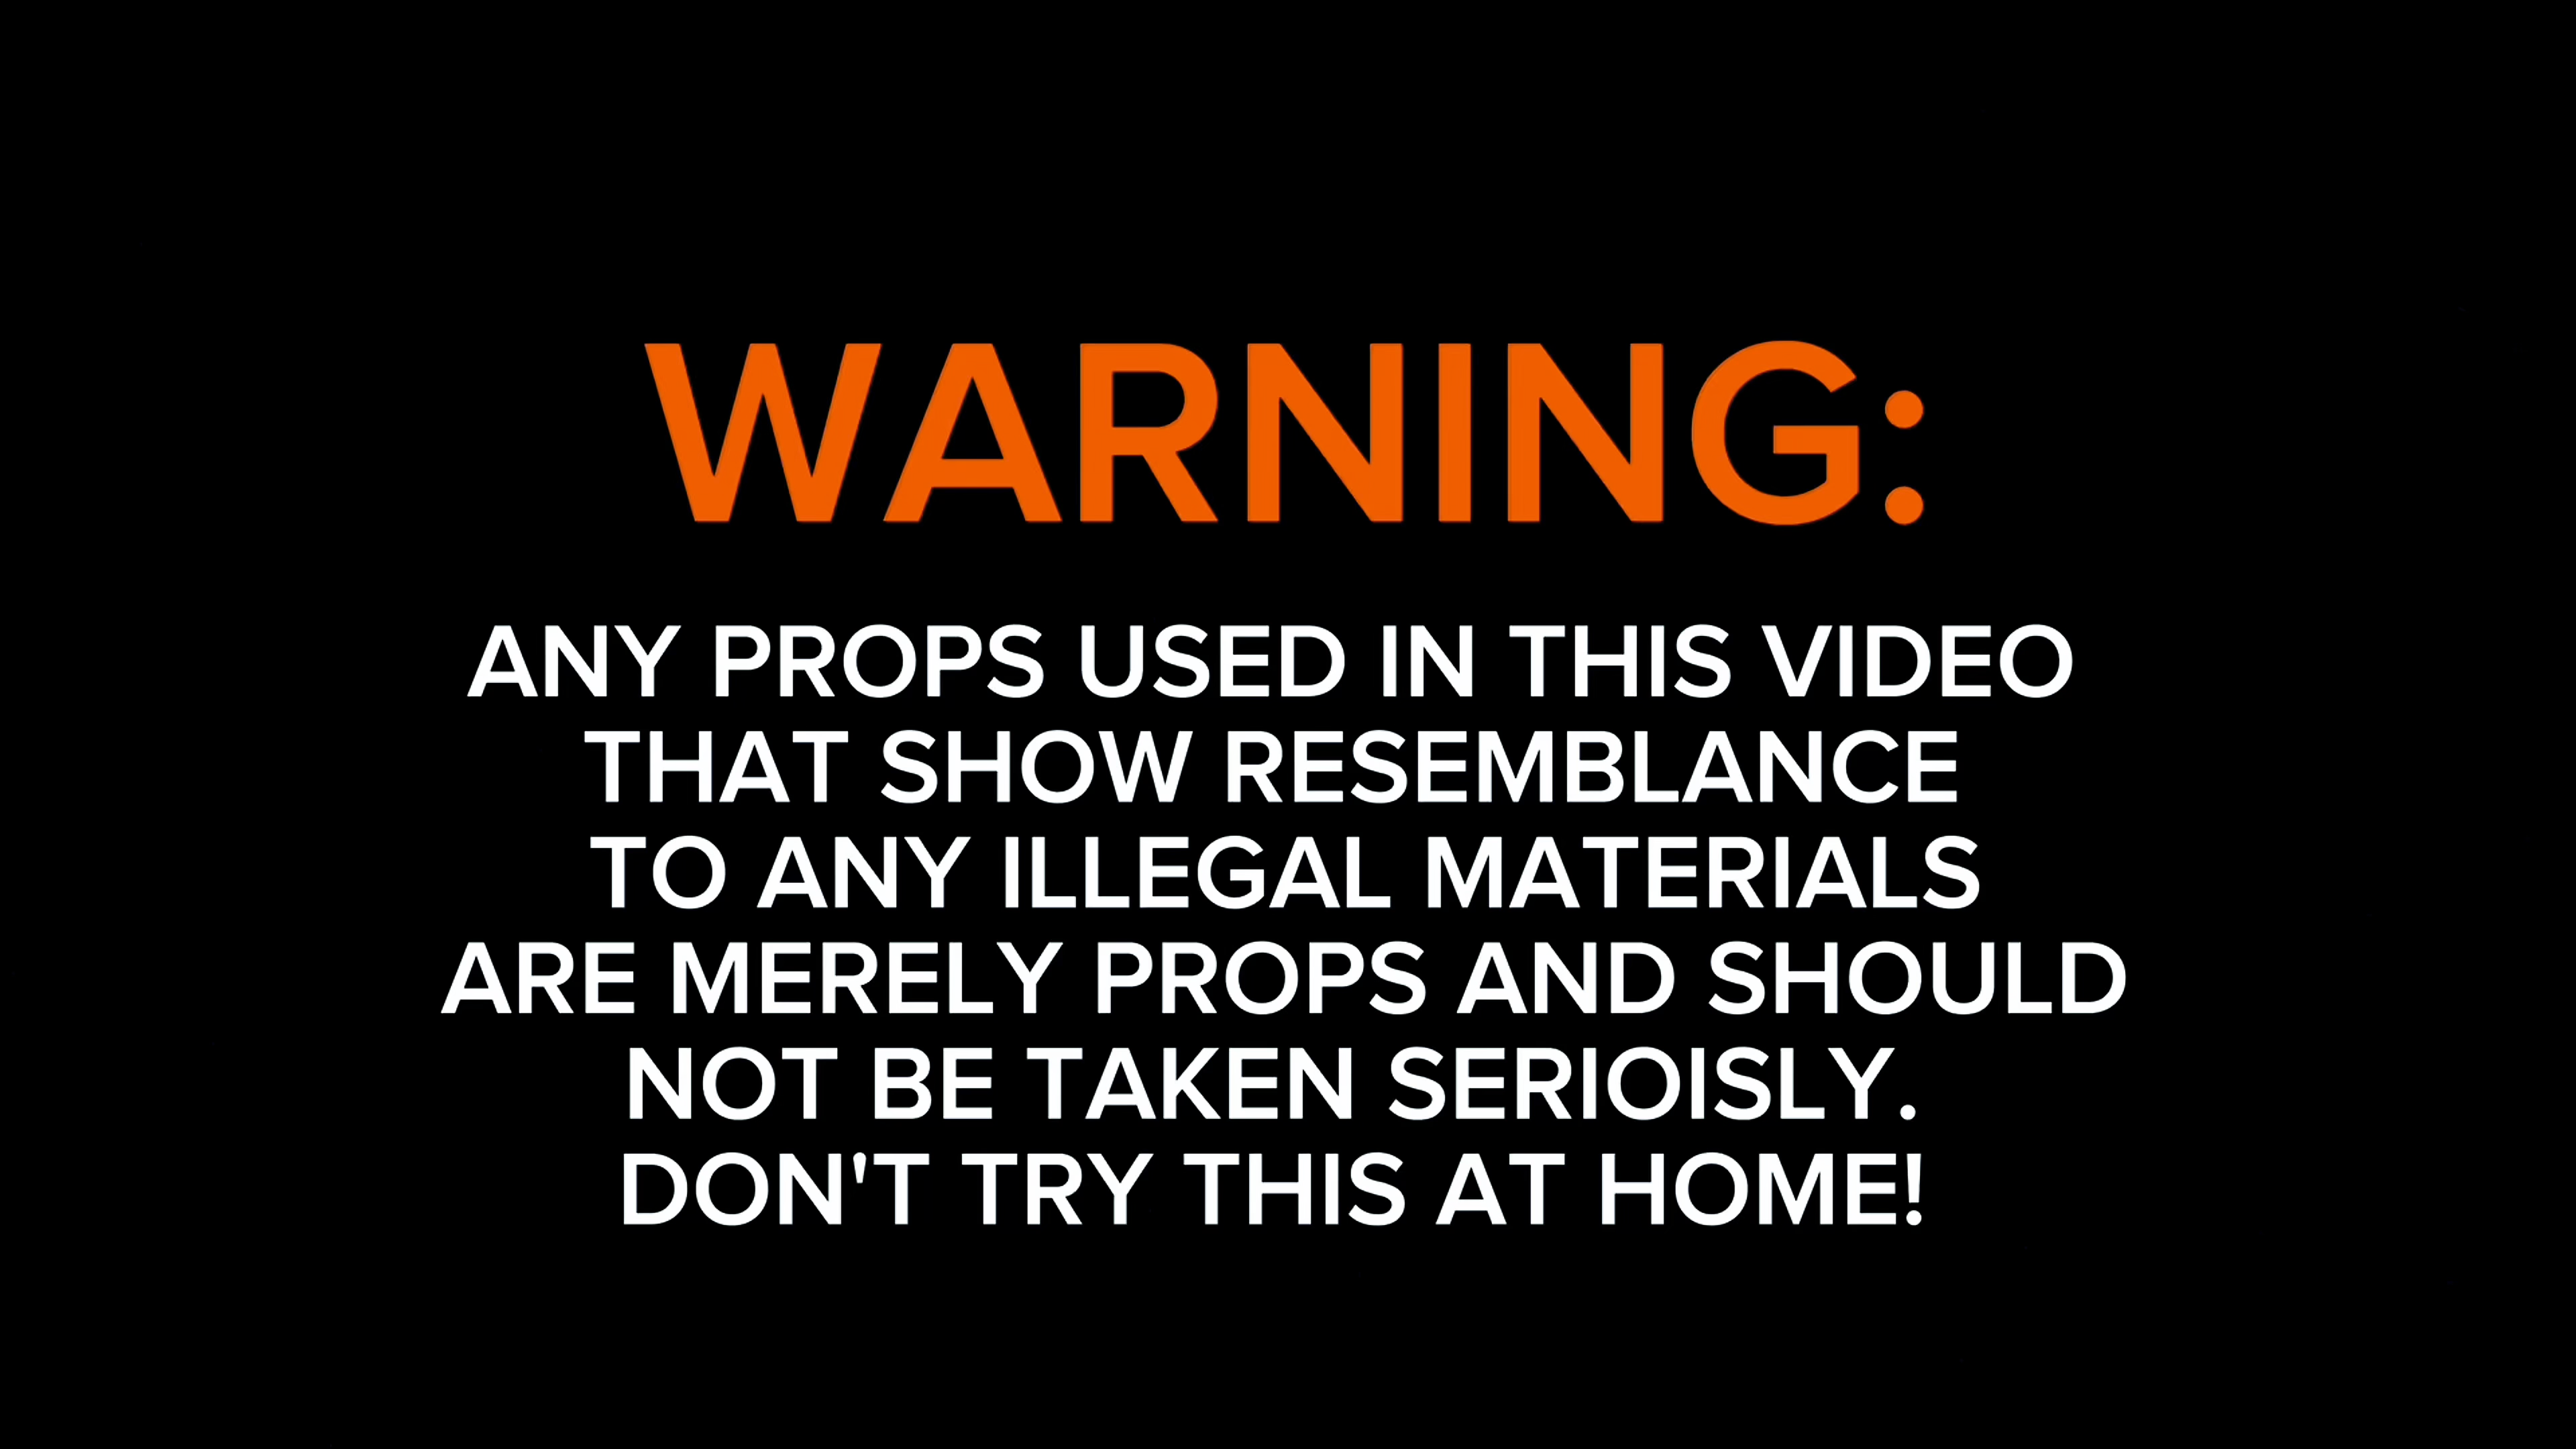 WARNING:
ANY PROPS USED IN THIS VIDEO
THAT SHOW RESEMBLANCE
TO ANY ILLEGAL MATERIALS
ARE MERELY PROPS AND SHOULD
NOT BE TAKEN SERIOISLY.
DON'T TRY THIS AT HOME!